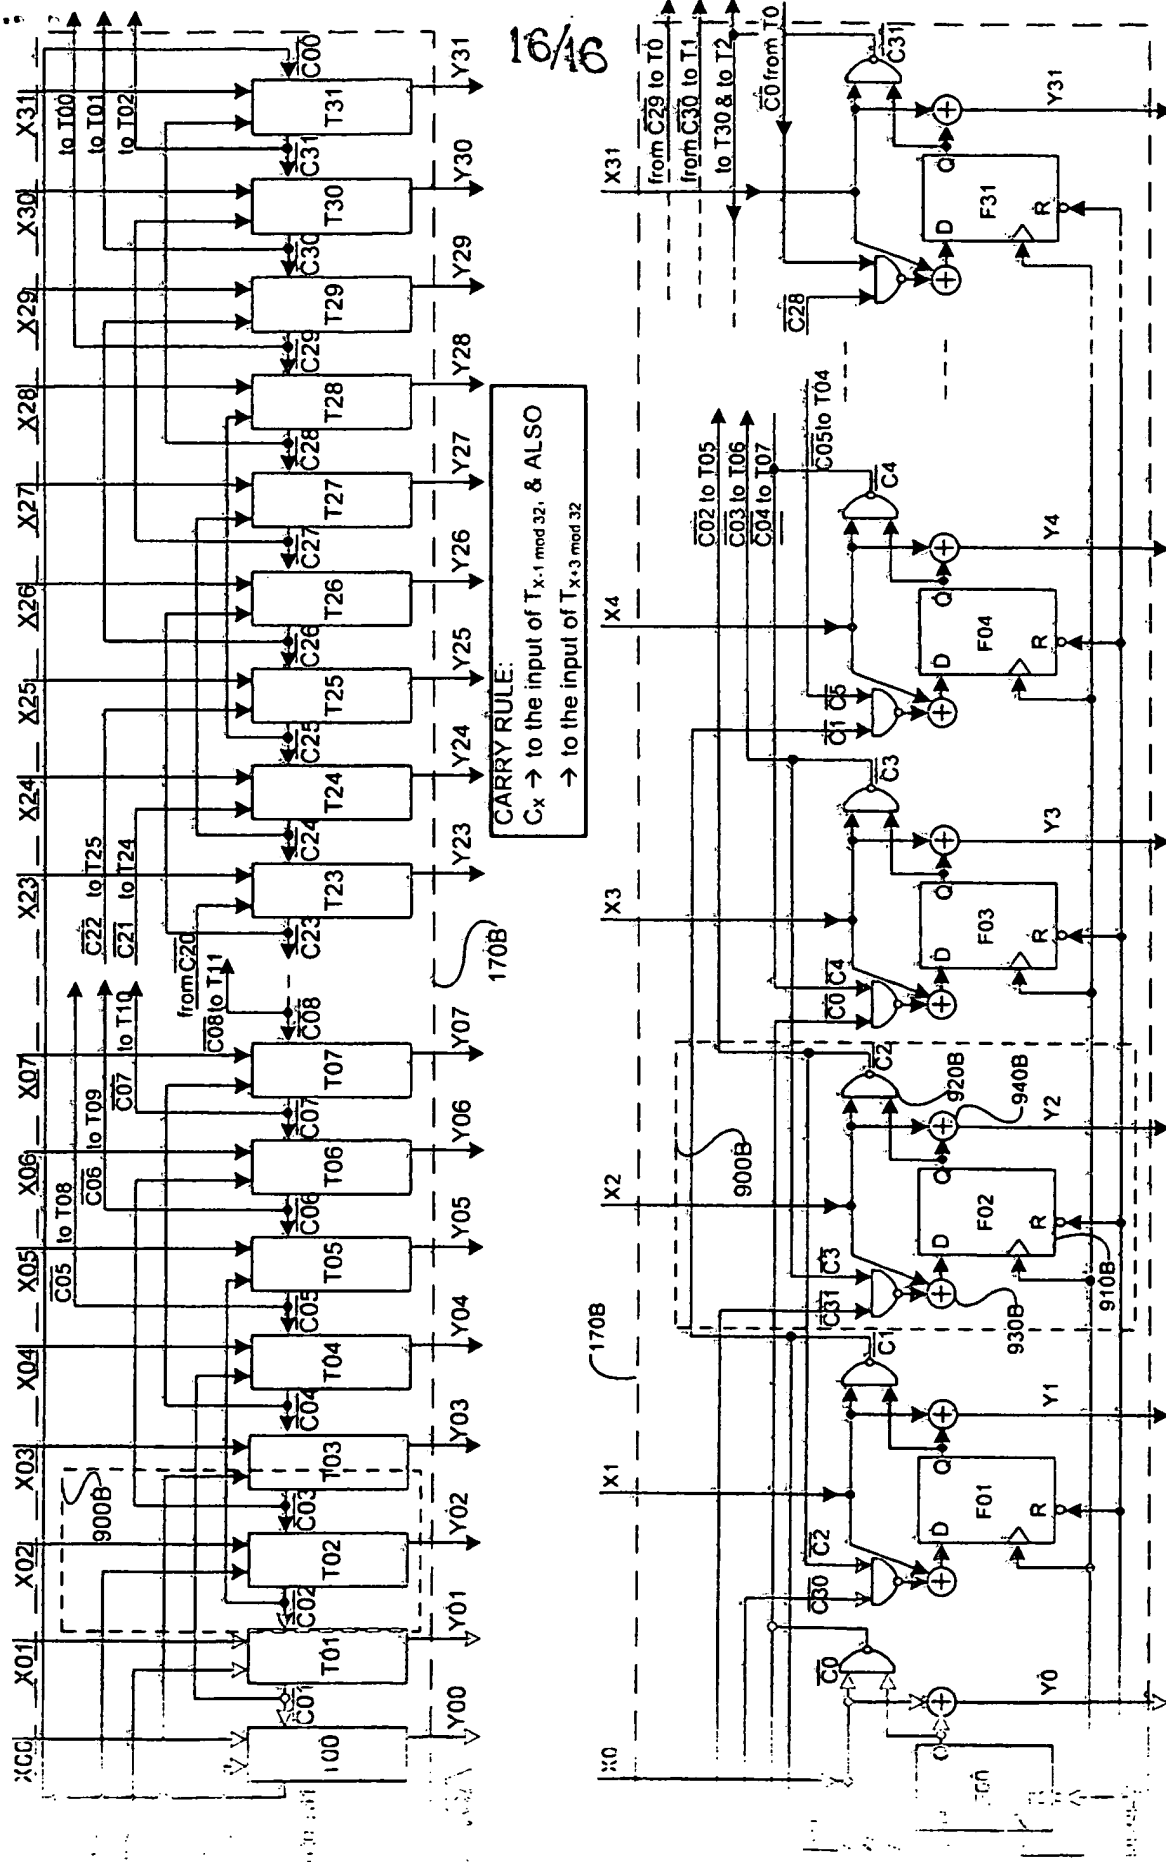 16/16
X31
X30
X29
X28
X27
X26
X25
X24
X23
X07
X06
X05
X04
X03
X02
X01
X00
to T00
to T01
to T02
C22 to T25
C21 to T24
from C20
C08 to T11
C07 to T10
C06 to T09
C05 to T08
900B
C00
T31
C31
T30
C30
T29
C29
T28
C28
T27
C27
T26
C26
T25
C25
T24
C24
T23
C23
C08
T07
C07
T06
C06
T05
C05
T04
C04
T03
C03
T02
C02
T01
C01
T00
Y31
Y30
Y29
Y28
Y27
Y26
Y25
Y24
Y23
Y07
Y06
Y05
Y04
Y03
Y02
Y01
Y00
170B
CARRY RULE:
Cx → to the input of TX-1 mod 32, & ALSO
→ to the input of TX+3 mod 32
X31
X4
X3
X2
X1
X0
170B
from C29 to T0
from C30 to T1
to T30 & to T2
C0 from T0
C02 to T05
C03 to T06
C04 to T07
C05 to T04
900B
C31
C28
C4
C1
C5
C3
C0
C4
C2
C31
C3
C1
C30
C2
C0
920B
940B
930B
910B
D
Q
F31
R
D
Q
F04
R
D
Q
F03
R
D
Q
F02
R
D
Q
F01
R
Y31
Y4
Y3
Y2
Y1
Y0